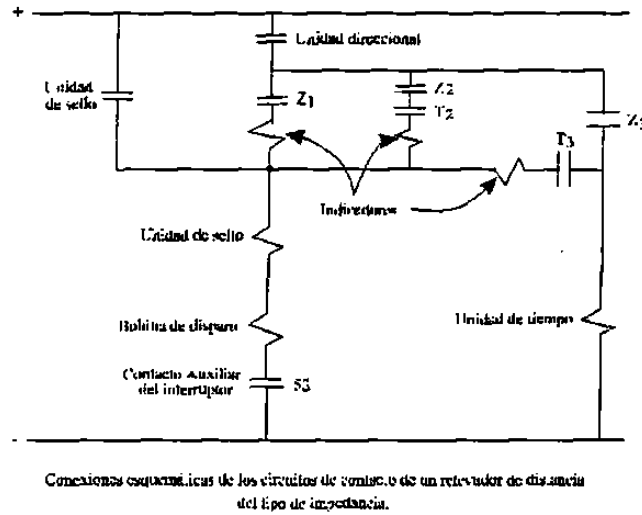 +
Unidad direccional
Unidad
de sello
Z1
Z2
T2
T3
Indicadores
Unidad de sello
Bobina de disparo
Unidad de tiempo
Contacto Auxiliar
del interruptor
52
-
Conexiones esquemáticas de los circuitos de contacto de un relevador de distancia
del tipo de impedancia.